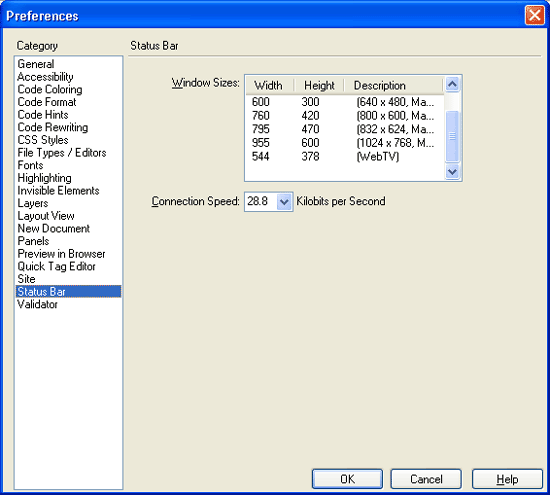 Preferences
Category
Status Bar
General
Accessibility
Code Coloring
Code Format
Code Hints
Code Rewriting
CSS Styles
File Types / Editors
Fonts
Highlighting
Invisible Elements
Layers
Layout View
New Document
Panels
Preview in Browser
Quick Tag Editor
Site
Status Bar
Validator
Window Sizes:
Width Height Description
600 300 (640 x 480, Ma...
760 420 (800 x 600, Ma...
795 470 (832 x 624, Ma...
955 600 (1024 x 768, M...
544 378 (WebTV)
Connection Speed: 28.8 Kilobits per Second
OK Cancel Help